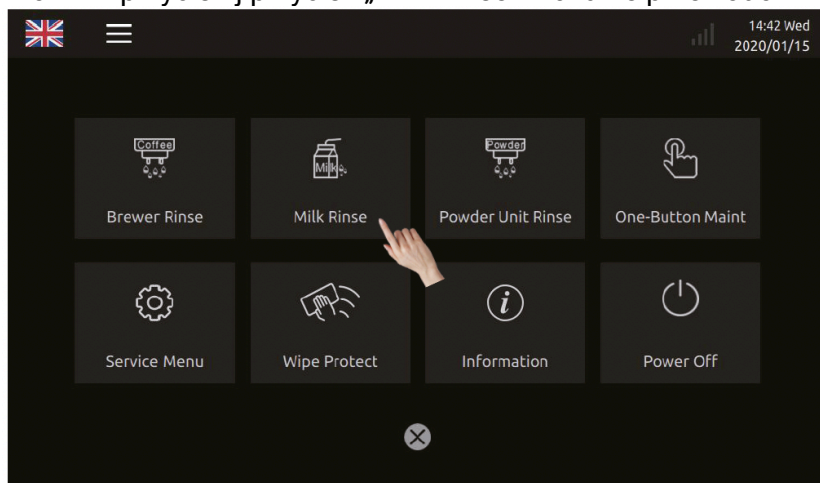 14:42 Wed
2020/01/15
Coffee
Milk
Powder
Brewer Rinse
Milk Rinse
Powder Unit Rinse
One-Button Maint
Service Menu
Wipe Protect
Information
Power Off